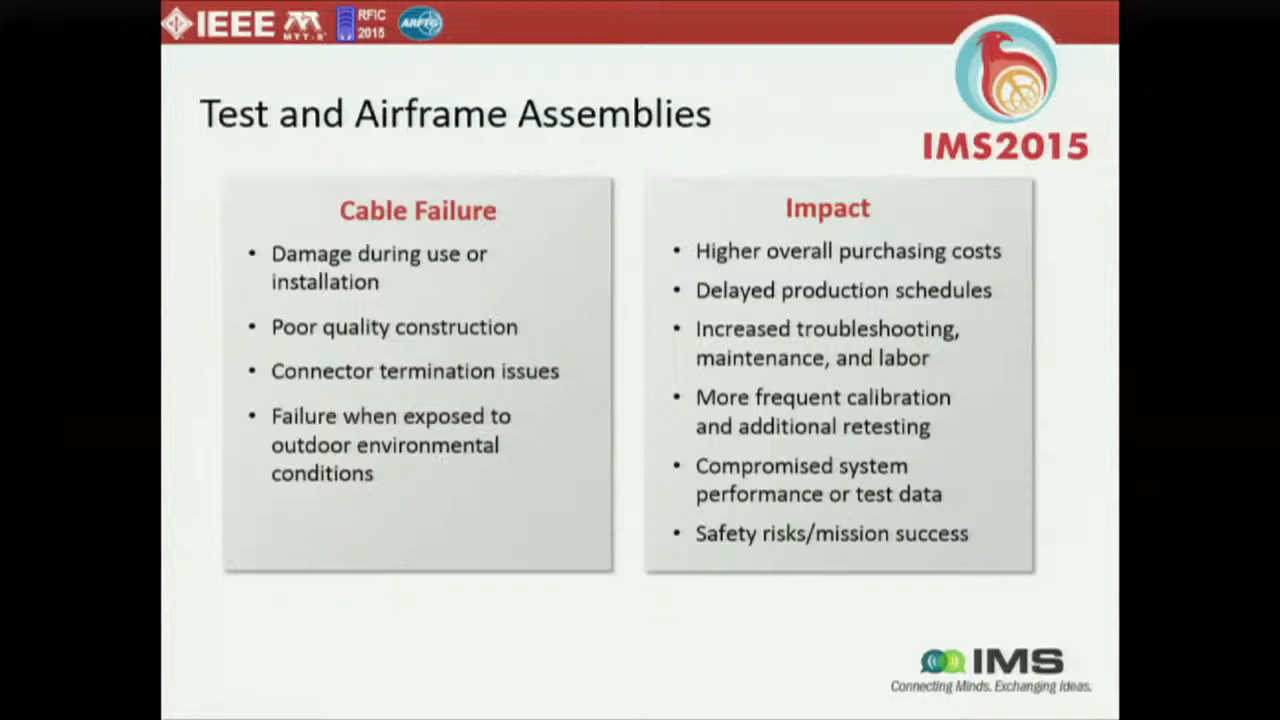 IEEE
MTT-S
RFIC
2015
ARFTG
IMS2015
Test and Airframe Assemblies
Cable Failure
• Damage during use or
installation
• Poor quality construction
• Connector termination issues
• Failure when exposed to
outdoor environmental
conditions
Impact
• Higher overall purchasing costs
• Delayed production schedules
• Increased troubleshooting,
maintenance, and labor
• More frequent calibration
and additional retesting
• Compromised system
performance or test data
• Safety risks/mission success
IMS
Connecting Minds. Exchanging Ideas.